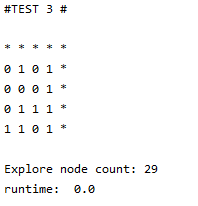 #TEST 3 #
* * * * *
0 1 0 1 *
0 0 0 1 *
0 1 1 1 *
1 1 0 1 *
Explore node count: 29
runtime:  0.0